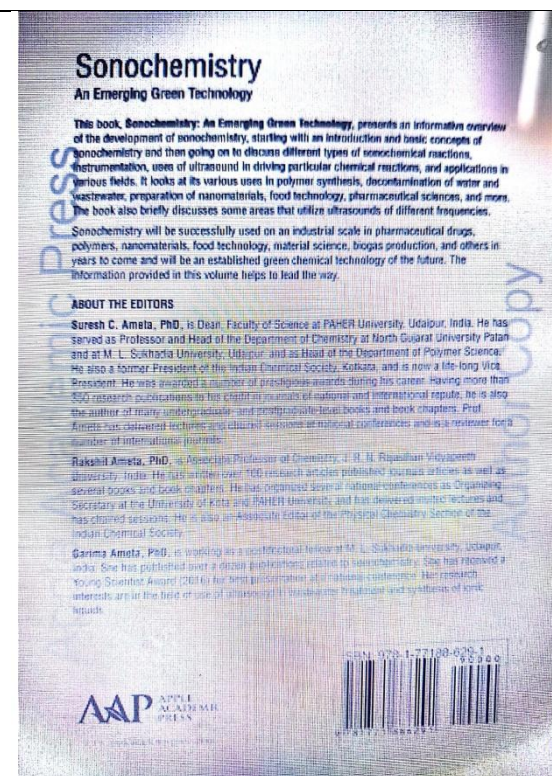 Sonochemistry
An Emerging Green Technology
This book, Sonochemistry: An Emerging Green Technology, presents an informative overview
of the development of sonochemistry, starting with an introduction and basic concepts of
sonochemistry and then going on to discuss different types of sonochemical reactions,
instrumentation, uses of ultrasound in driving particular chemical reactions, and applications in
various fields. It looks at its various uses in polymer synthesis, decontamination of water and
wastewater, preparation of nanomaterials, food technology, pharmaceutical sciences, and more.
The book also briefly discusses some areas that utilize ultrasounds of different frequencies.
Sonochemistry will be successfully used on an industrial scale in pharmaceutical drugs,
polymers, nanomaterials, food technology, material science, biogas production, and others in
years to come and will be an established green chemical technology of the future. The
information provided in this volume helps to lead the way.
ABOUT THE EDITORS
Suresh C. Ameta, PhD, is Dean, Faculty of Science at PAHER University, Udaipur, India. He has
served as Professor and Head of the Department of Chemistry at North Gujarat University Patan
and at M. L. Sukhadia University, Udaipur, and as Head of the Department of Polymer Science.
He also a former President of the Indian Chemical Society, Kolkata, and is now a life-long Vice
President. He was awarded a number of prestigious awards during his career. Having more than
350 research publications to his credit in journals of national and international repute, he is also
the author of many undergraduate- and postgraduate-level books and book chapters. Prof.
Ameta has delivered lectures and chaired sessions at national conferences and is a reviewer for a
number of international journals.
Rakshit Ameta, PhD, is Associate Professor of Chemistry, J. R. N. Rajasthan Vidyapeeth
University, India. He has written over 100 research articles published journals articles as well as
several books and book chapters. He has organized several national conferences as Organizing
Secretary at the University of Kota and PAHER University and has delivered invited lectures and
has chaired sessions. He is also an Associate Editor of the Physical Chemistry Section of the
Indian Chemical Society.
Garima Ameta, PhD, is working as a postdoctoral fellow at M. L. Sukhadia University, Udaipur,
India. She has published over a dozen publications related to sonochemistry. She has received a
Young Scientist Award (2016) for best presentation at national conference. Her research
interests are in the field of use of ultrasound in wastewater treatment and synthesis of ionic
liquids.
Academic Press
Author Copy
ISBN 978-1-77188-629-1
90000
AAP APPLE
ACADEMIC
PRESS